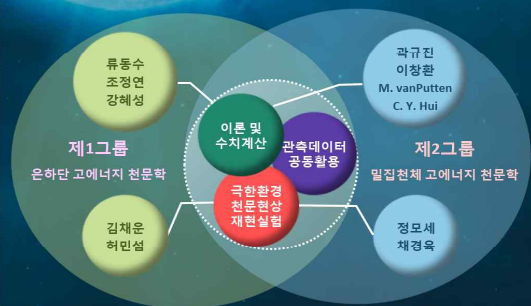 류동수
조정연
강혜성
곽규진
이창환
M. vanPutten
C. Y. Hui
이론 및
수치계산
관측데이터
공동활용
제1그룹
은하단 고에너지 천문학
제2그룹
밀집천체 고에너지 천문학
극한환경
천문현상
재현실험
김채운
허민섭
정모세
채경육